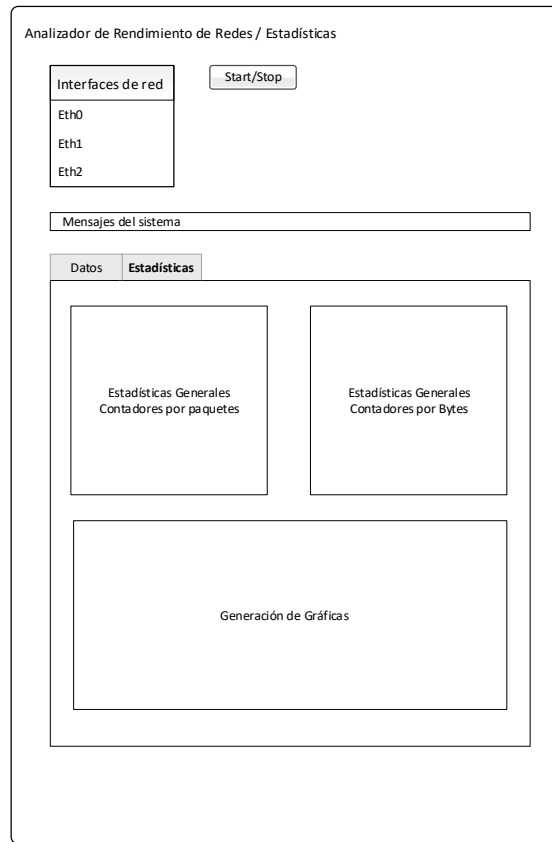 Analizador de Rendimiento de Redes / Estadísticas
Interfaces de red
Start/Stop
Eth0
Eth1
Eth2
Mensajes del sistema
Datos
Estadísticas
Estadísticas Generales
Contadores por paquetes
Estadísticas Generales
Contadores por Bytes
Generación de Gráficas